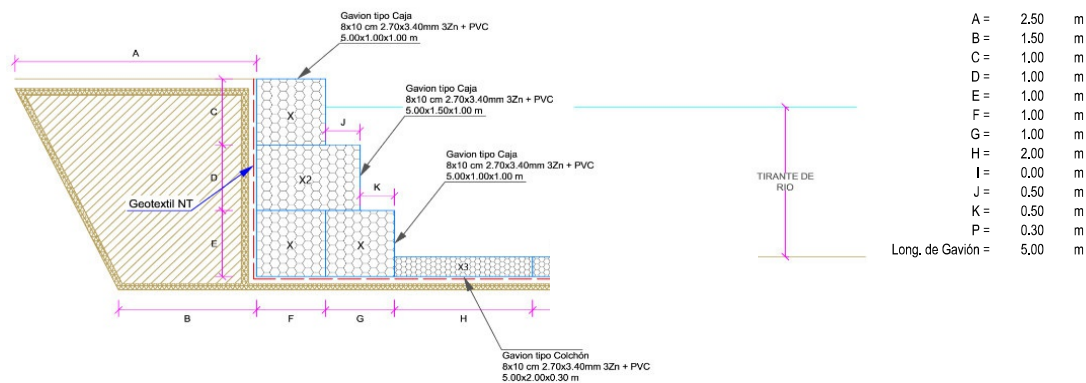 Gavion tipo Caja
8x10 cm 2.70x3.40mm 3Zn + PVC
5.00x1.00x1.00 m
A
C
X
Gavion tipo Caja
8x10 cm 2.70x3.40mm 3Zn + PVC
5.00x1.50x1.00 m
J
D
X2
Gavion tipo Caja
8x10 cm 2.70x3.40mm 3Zn + PVC
5.00x1.00x1.00 m
K
Geotextil NT
E
X
X
X3
B
F
G
H
Gavion tipo Colchón
8x10 cm 2.70x3.40mm 3Zn + PVC
5.00x2.00x0.30 m
TIRANTE DE
RIO
A = 2.50 m
B = 1.50 m
C = 1.00 m
D = 1.00 m
E = 1.00 m
F = 1.00 m
G = 1.00 m
H = 2.00 m
I = 0.00 m
J = 0.50 m
K = 0.50 m
P = 0.30 m
Long. de Gavión = 5.00 m